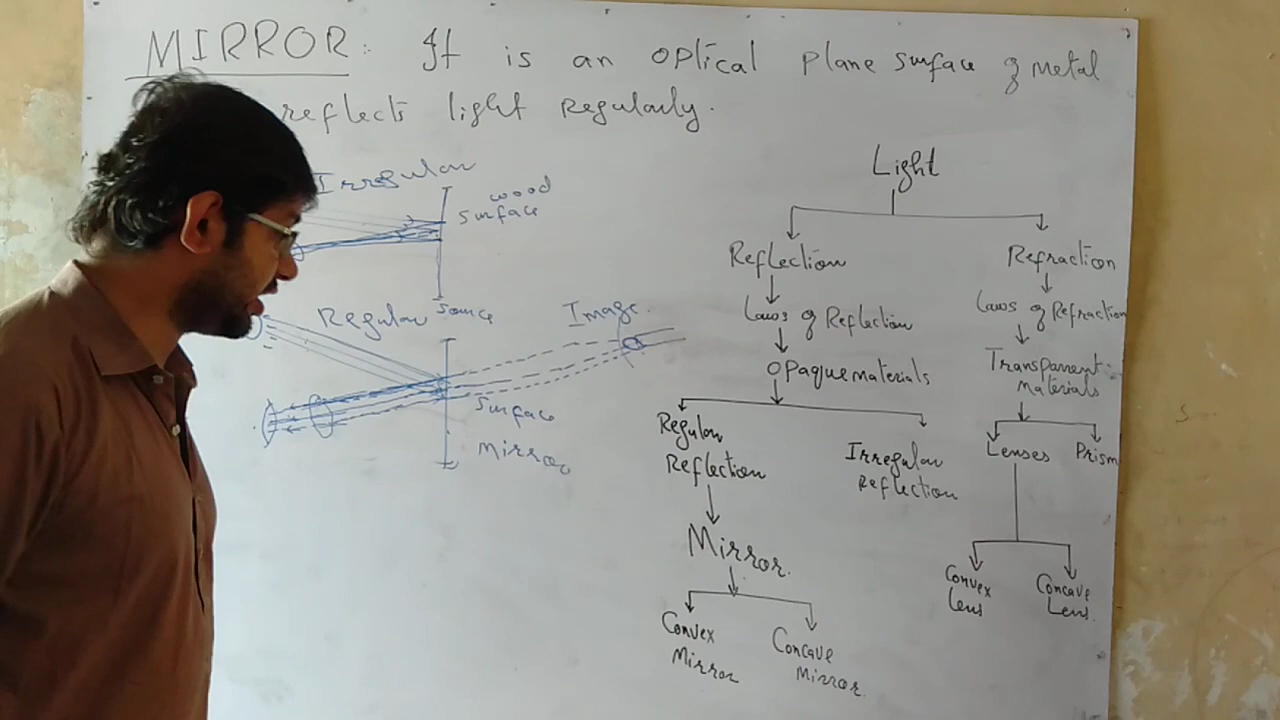 MIRROR: It is an optical plane surface of metal
reflects light Regularly.
Irregular
wood
surface
Regular
source
Image.
surface
Mirror
Light
Reflection
Refraction
Laws of Reflection
Laws of Refraction
Opaque materials
Transparent
materials
Regular
Reflection
Irregular
Reflection
Lenses
Prism
Mirror.
Convex
Mirror
Concave
Mirror.
Convex
Lens
Concave
Lens.